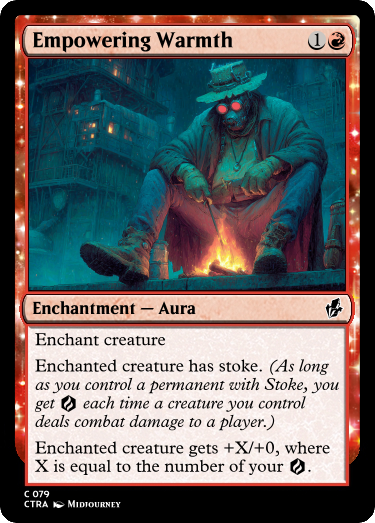 Empowering Warmth 1
Enchantment — Aura
Enchant creature
Enchanted creature has stoke. (As long
as you control a permanent with Stoke, you
get each time a creature you control
deals combat damage to a player.)
Enchanted creature gets +X/+0, where
X is equal to the number of your .
C 079
CTRA Midjourney